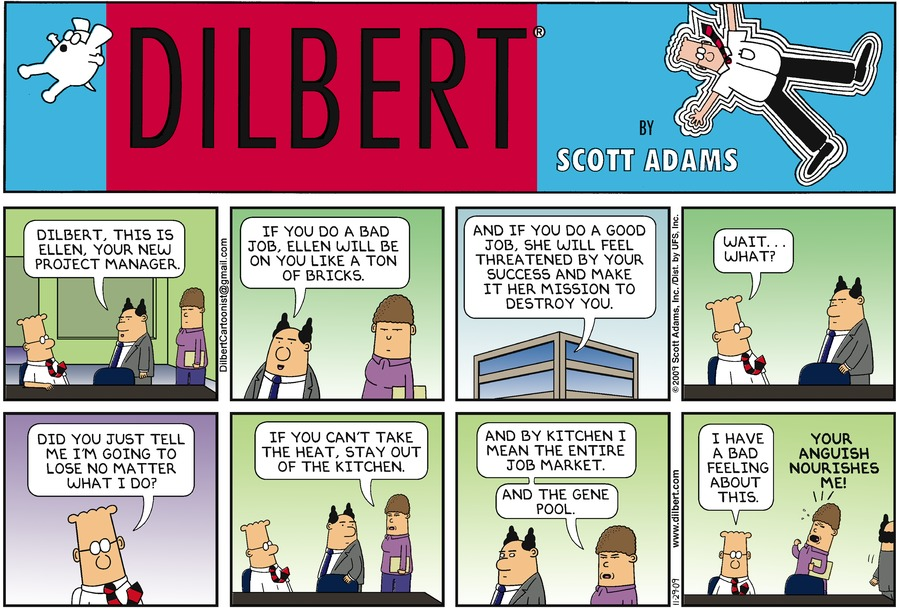 DILBERT®
BY
SCOTT ADAMS
DILBERT, THIS IS
ELLEN, YOUR NEW
PROJECT MANAGER.
DilbertCartoonist@gmail.com
IF YOU DO A BAD
JOB, ELLEN WILL BE
ON YOU LIKE A TON
OF BRICKS.
AND IF YOU DO A GOOD
JOB, SHE WILL FEEL
THREATENED BY YOUR
SUCCESS AND MAKE
IT HER MISSION TO
DESTROY YOU.
© 2009 Scott Adams, Inc./Dist. by UFS, Inc.
WAIT...
WHAT?
DID YOU JUST TELL
ME I'M GOING TO
LOSE NO MATTER
WHAT I DO?
IF YOU CAN'T TAKE
THE HEAT, STAY OUT
OF THE KITCHEN.
AND BY KITCHEN I
MEAN THE ENTIRE
JOB MARKET.
AND THE GENE
POOL.
www.dilbert.com
11-29-09
I HAVE
A BAD
FEELING
ABOUT
THIS.
YOUR
ANGUISH
NOURISHES
ME!